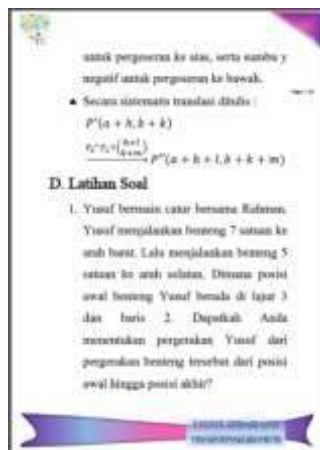 untuk pergeseran ke atas, serta sumbu y
negatif untuk pergeseran ke bawah.
• Secara sistematis translasi ditulis :
P'(a + h, b + k)
P''(a + h + l, b + k + m)
D. Latihan Soal
1. Yusuf bermain catur bersama Rahman.
Yusuf menjalankan benteng 7 satuan ke
arah barat. Lalu menjalankan benteng 5
satuan ke arah selatan. Dimana posisi
awal benteng Yusuf berada di lajur 3
dan baris 2. Dapatkah Anda
menentukan pergerakan Yusuf dari
pergerakan benteng tersebut dari posisi
awal hingga posisi akhir?